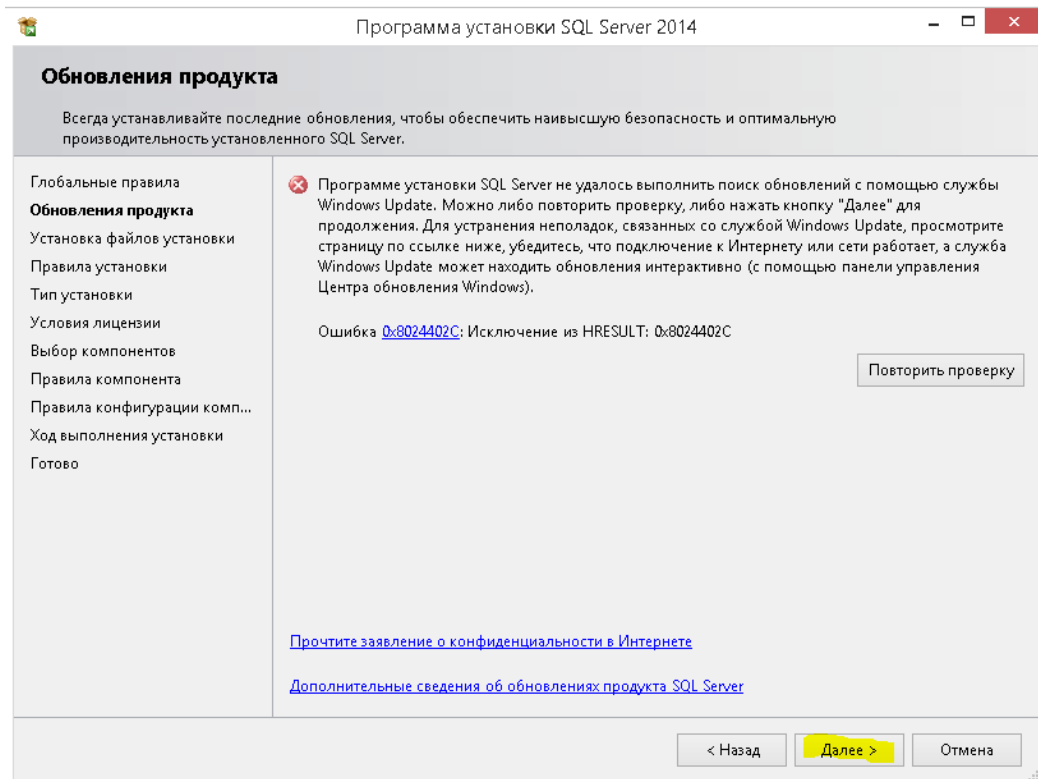 Программа установки SQL Server 2014
Обновления продукта
Всегда устанавливайте последние обновления, чтобы обеспечить наивысшую безопасность и оптимальную
производительность установленного SQL Server.
Глобальные правила
Обновления продукта
Установка файлов установки
Правила установки
Тип установки
Условия лицензии
Выбор компонентов
Правила компонента
Правила конфигурации комп...
Ход выполнения установки
Готово
Программе установки SQL Server не удалось выполнить поиск обновлений с помощью службы
Windows Update. Можно либо повторить проверку, либо нажать кнопку "Далее" для
продолжения. Для устранения неполадок, связанных со службой Windows Update, просмотрите
страницу по ссылке ниже, убедитесь, что подключение к Интернету или сети работает, а служба
Windows Update может находить обновления интерактивно (с помощью панели управления
Центра обновления Windows).
Ошибка 0x8024402C: Исключение из HRESULT: 0x8024402C
Повторить проверку
Прочтите заявление о конфиденциальности в Интернете
Дополнительные сведения об обновлениях продукта SQL Server
< Назад
Далее >
Отмена